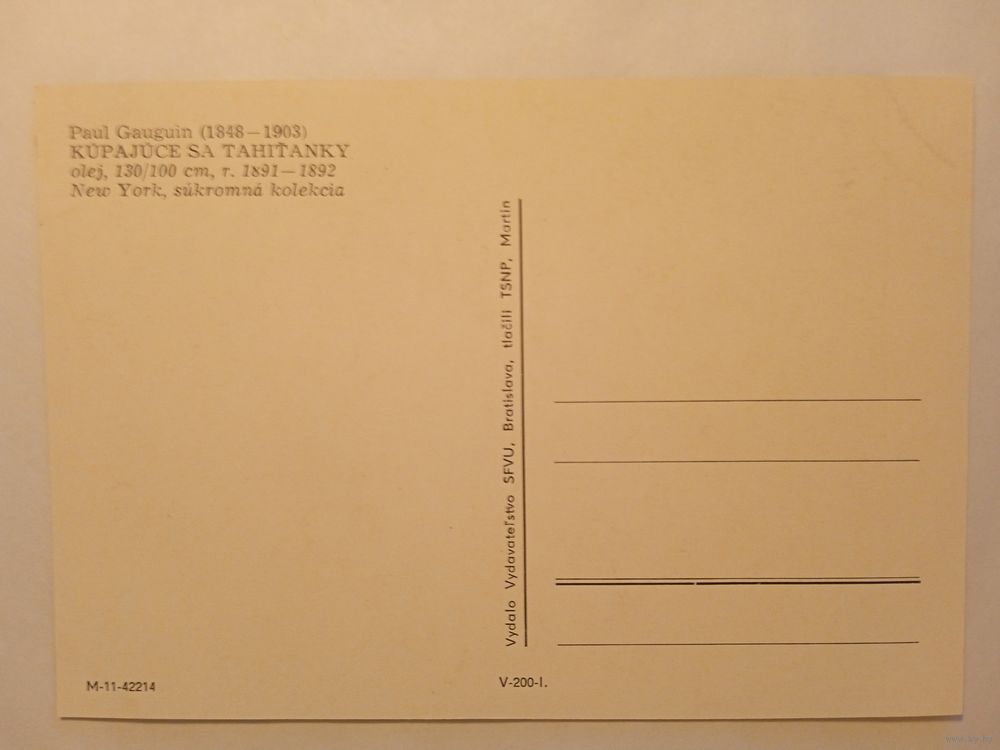 Paul Gauguin (1848—1903)
KÚPAJÚCE SA TAHIŤANKY
olej, 130/100 cm, r. 1891—1892
New York, súkromná kolekcia
Vydalo Vydavateľstvo SFVU, Bratislava, tlačili TSNP, Martin
M-11-42214
V-200-I.